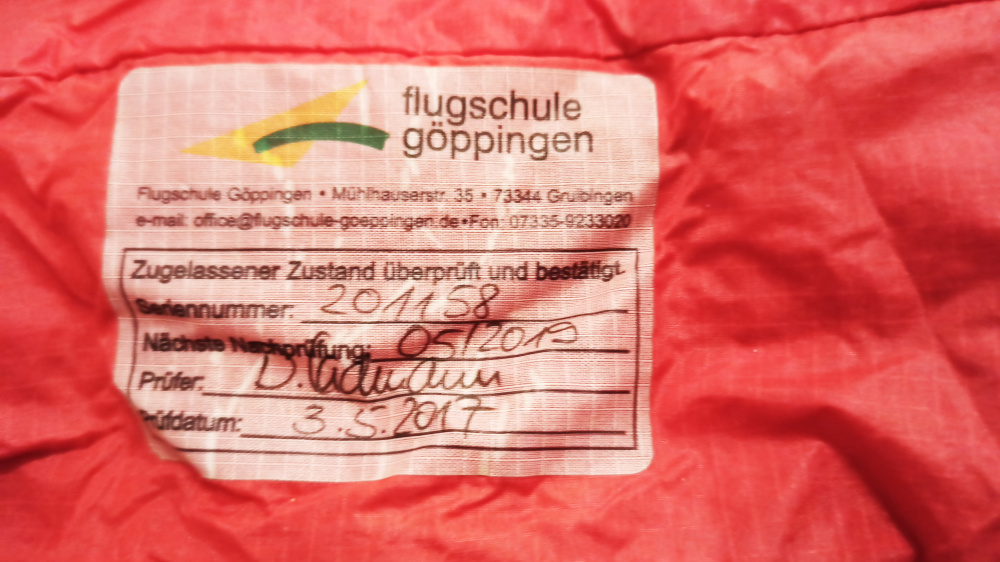 flugschule
göppingen
Flugschule Göppingen • Mühlhauserstr. 35 • 73344 Gruibingen
e-mail: office@flugschule-goeppingen.de • Fon: 07335-9233020
Zugelassener Zustand überprüft und bestätigt.
Seriennummer: 201158
Nächste Nachprüfung: 05/2019
Prüfer: D.
Prüfdatum: 3.5.2017